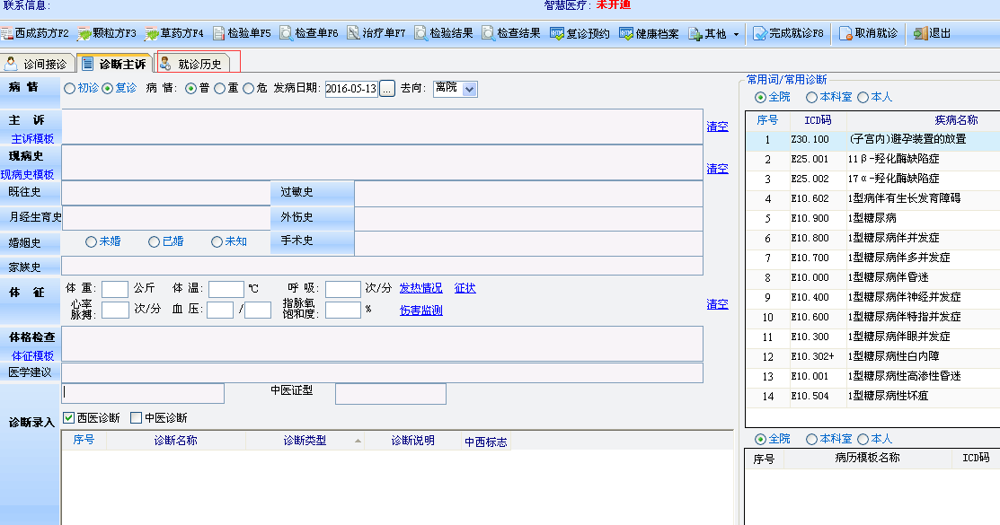 联系信息:
智慧医疗: 未开通
西成药方F2 颗粒方F3 草药方F4 检验单F5 检查单F6 治疗单F7 检验结果 检查结果 复诊预约 健康档案 其他 完成就诊F8 取消就诊 退出
诊间接诊 诊断主诉 就诊历史
病 情 初诊 复诊 病 情: 普 重 危 发病日期: 2016-05-13 ... 去向: 离院
主 诉
主诉模板
清空
现病史
现病史模板
清空
既往史 过敏史
月经生育史 外伤史
婚姻史 未婚 已婚 未知 手术史
家族史
体 征 体 重: 公斤 体 温: ℃ 呼 吸: 次/分 发热情况 征状
心率
脉搏: 次/分 血 压: / 指脉氧
饱和度: % 伤害监测
清空
体格检查
体征模板
医学建议
中医证型
诊断录入 西医诊断 中医诊断
序号 诊断名称 诊断类型 诊断说明 中西标志
常用词/常用诊断
全院 本科室 本人
序号 ICD码 疾病名称
1 Z30.100 (子宫内)避孕装置的放置
2 E25.001 11β-羟化酶缺陷症
3 E25.002 17α-羟化酶缺陷症
4 E10.602 1型病伴有生长发育障碍
5 E10.900 1型糖尿病
6 E10.800 1型糖尿病伴并发症
7 E10.700 1型糖尿病伴多并发症
8 E10.000 1型糖尿病伴昏迷
9 E10.400 1型糖尿病伴神经并发症
10 E10.600 1型糖尿病伴特指并发症
11 E10.300 1型糖尿病伴眼并发症
12 E10.302+ 1型糖尿病性白内障
13 E10.001 1型糖尿病性高渗性昏迷
14 E10.504 1型糖尿病性坏疽
全院 本科室 本人
序号 病历模板名称 ICD码